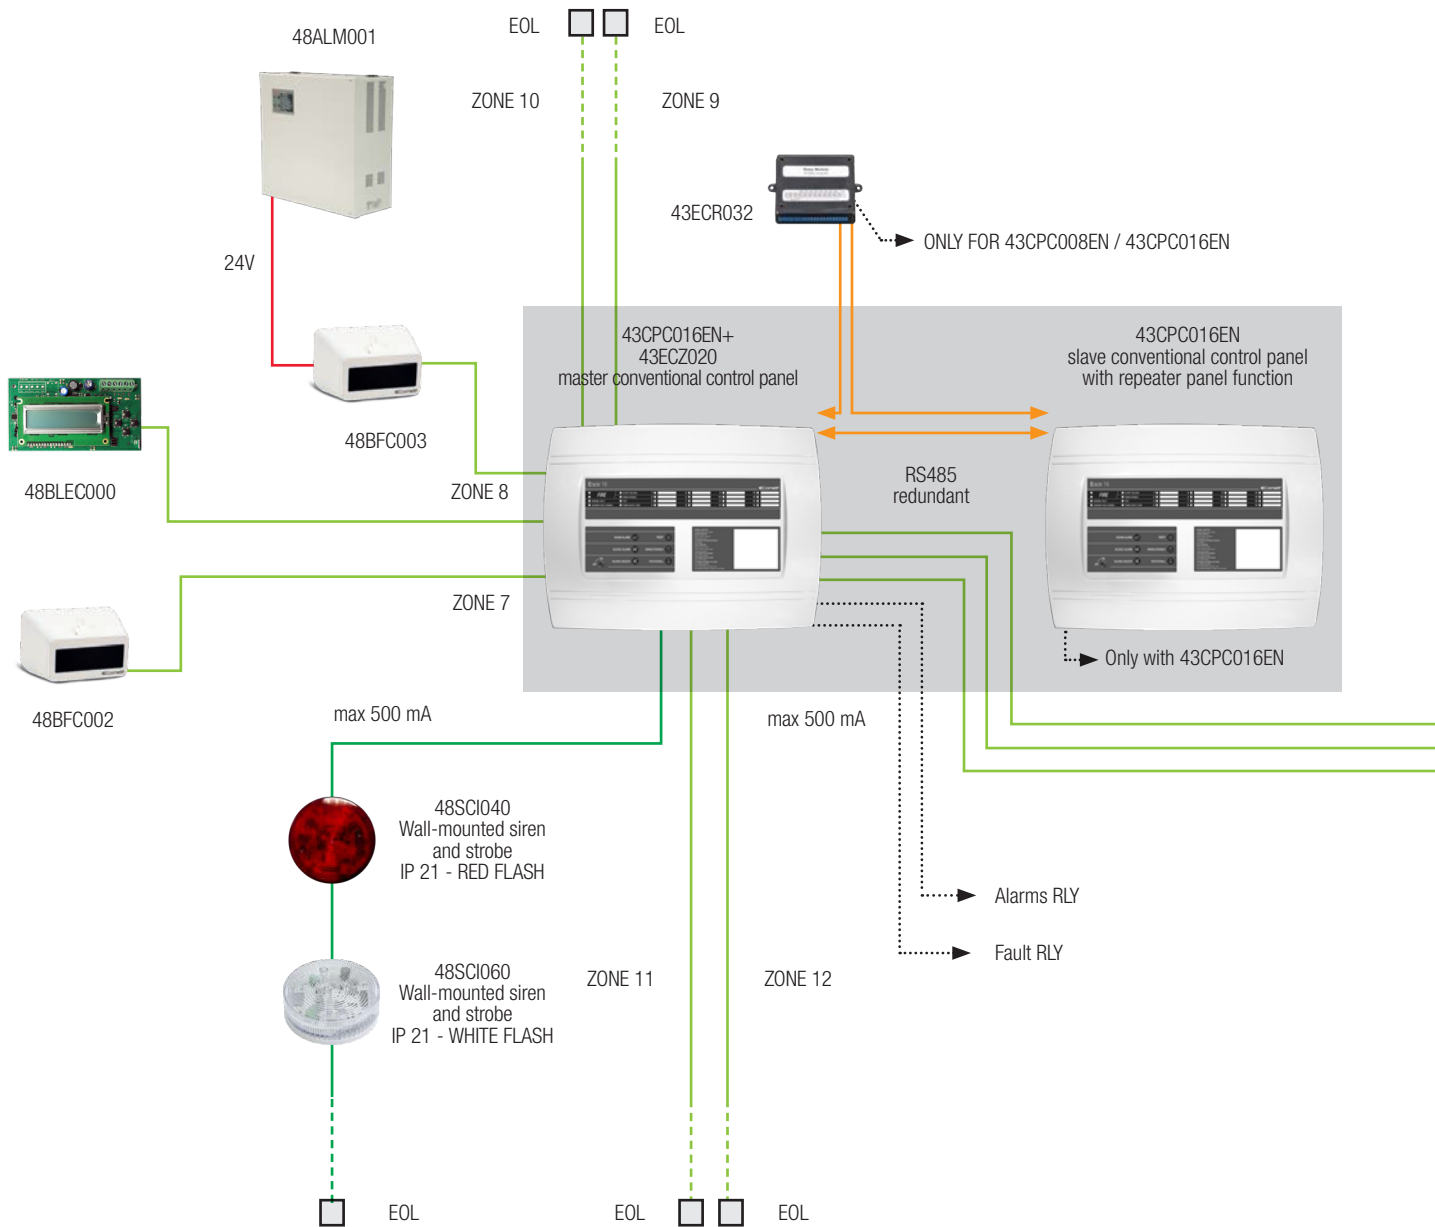 EOL
EOL
48ALM001
ZONE 10
ZONE 9
43ECR032
ONLY FOR 43CPC008EN / 43CPC016EN
24V
43CPC016EN+
43ECZ020
master conventional control panel
43CPC016EN
slave conventional control panel
with repeater panel function
48BFC003
48BLEC000
ZONE 8
RS485
redundant
ZONE 7
Only with 43CPC016EN
48BFC002
max 500 mA
max 500 mA
48SCI040
Wall-mounted siren
and strobe
IP 21 - RED FLASH
Alarms RLY
Fault RLY
48SCI060
Wall-mounted siren
and strobe
IP 21 - WHITE FLASH
ZONE 11
ZONE 12
EOL
EOL
EOL